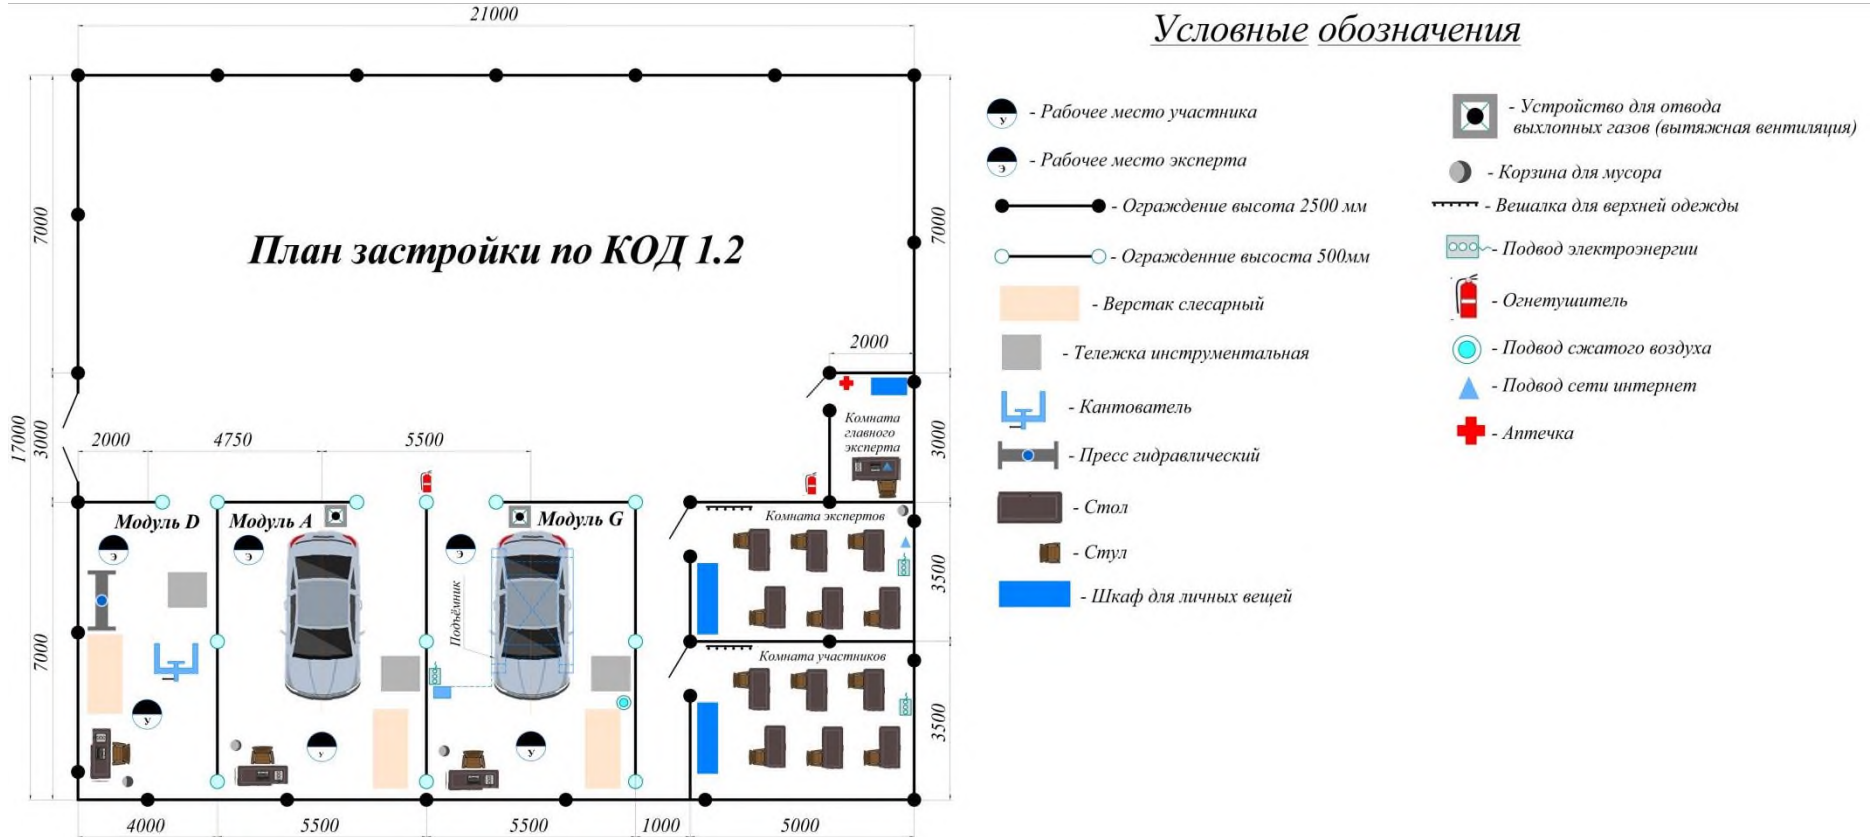 21000
Условные обозначения
План застройки по КОД 1.2
7000
3000
17000
7000
7000
3000
3500
3500
2000
2000
4750
5500
Комната
главного
эксперта
Модуль D
Модуль A
Модуль G
Комната экспертов
Комната участников
Подъёмник
Э
Э
Э
У
У
У
4000
5500
5500
1000
5000
У
- Рабочее место участника
Э
- Рабочее место эксперта
- Ограждение высота 2500 мм
- Огражденние высоста 500мм
- Верстак слесарный
- Тележка инструментальная
- Кантователь
- Пресс гидравлический
- Стол
- Стул
- Шкаф для личных вещей
- Устройство для отвода
выхлопных газов (вытяжная вентиляция)
- Корзина для мусора
- Вешалка для верхней одежды
- Подвод электроэнергии
- Огнетушитель
- Подвод сжатого воздуха
- Подвод сети интернет
- Аптечка